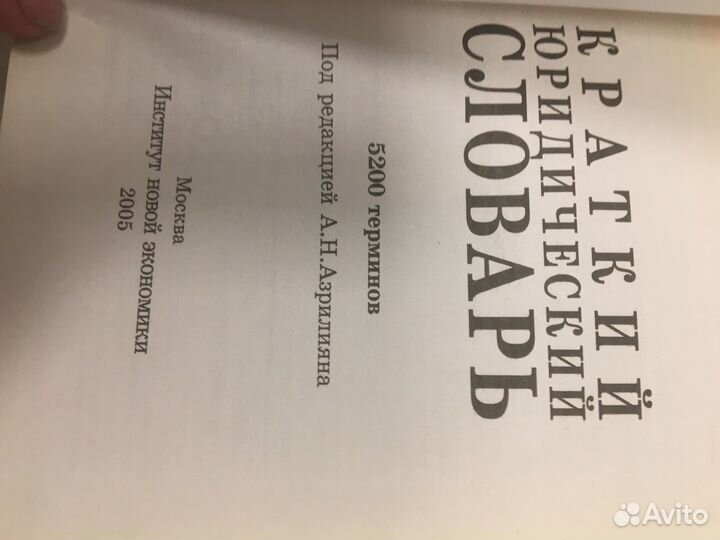 КРАТКИЙ
ЮРИДИЧЕСКИЙ
СЛОВАРЬ
5200 терминов
Под редакцией А.Н.Азрилияна
Москва
Институт новой экономики
2005
Avito